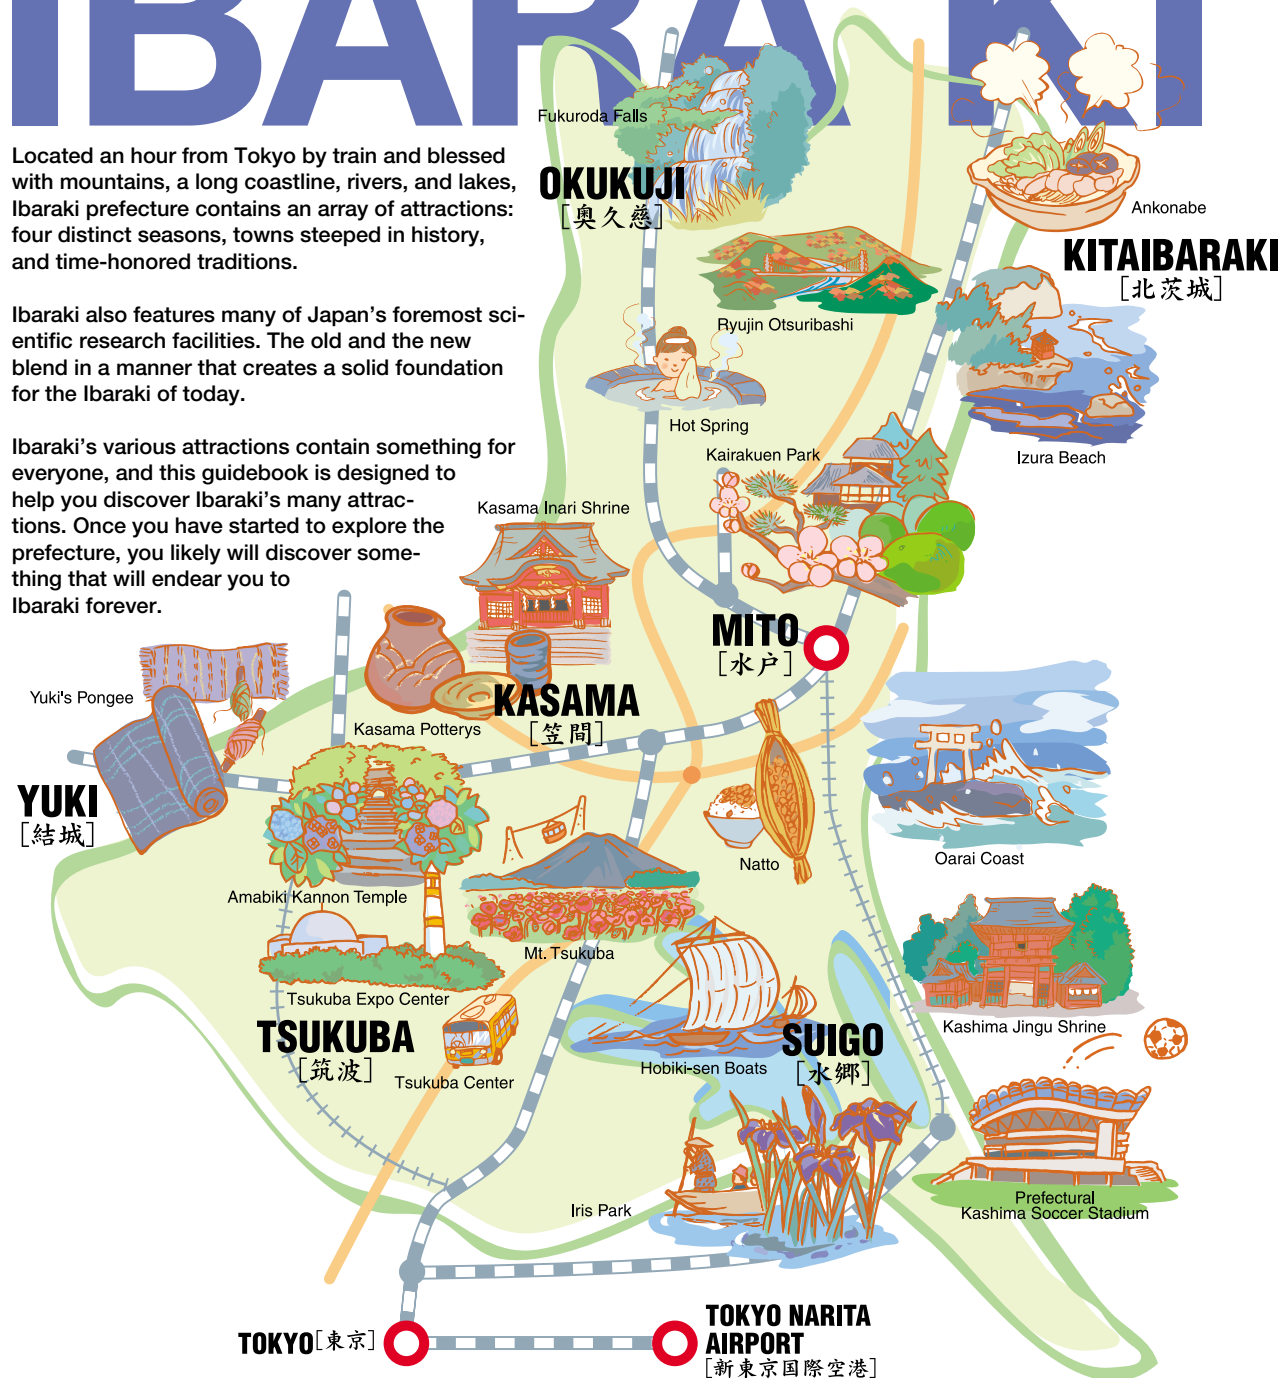 IBARAKI
Located an hour from Tokyo by train and blessed
with mountains, a long coastline, rivers, and lakes,
Ibaraki prefecture contains an array of attractions:
four distinct seasons, towns steeped in history,
and time-honored traditions.
Ibaraki also features many of Japan's foremost sci-
entific research facilities. The old and the new
blend in a manner that creates a solid foundation
for the Ibaraki of today.
Ibaraki's various attractions contain something for
everyone, and this guidebook is designed to
help you discover Ibaraki's many attrac-
tions. Once you have started to explore the
prefecture, you likely will discover some-
thing that will endear you to
Ibaraki forever.
Fukuroda Falls
OKUKUJI
[奥久慈]
Ankonabe
KITAIBARAKI
[北茨城]
Ryujin Otsuribashi
Hot Spring
Izura Beach
Kairakuen Park
Kasama Inari Shrine
MITO
[水戸]
Yuki's Pongee
Kasama Potterys
KASAMA
[笠間]
YUKI
[結城]
Natto
Oarai Coast
Amabiki Kannon Temple
Mt. Tsukuba
Tsukuba Expo Center
TSUKUBA
[筑波]
Tsukuba Center
Hobiki-sen Boats
SUIGO
[水郷]
Kashima Jingu Shrine
Iris Park
Prefectural
Kashima Soccer Stadium
TOKYO[東京]
TOKYO NARITA
AIRPORT
[新東京国際空港]